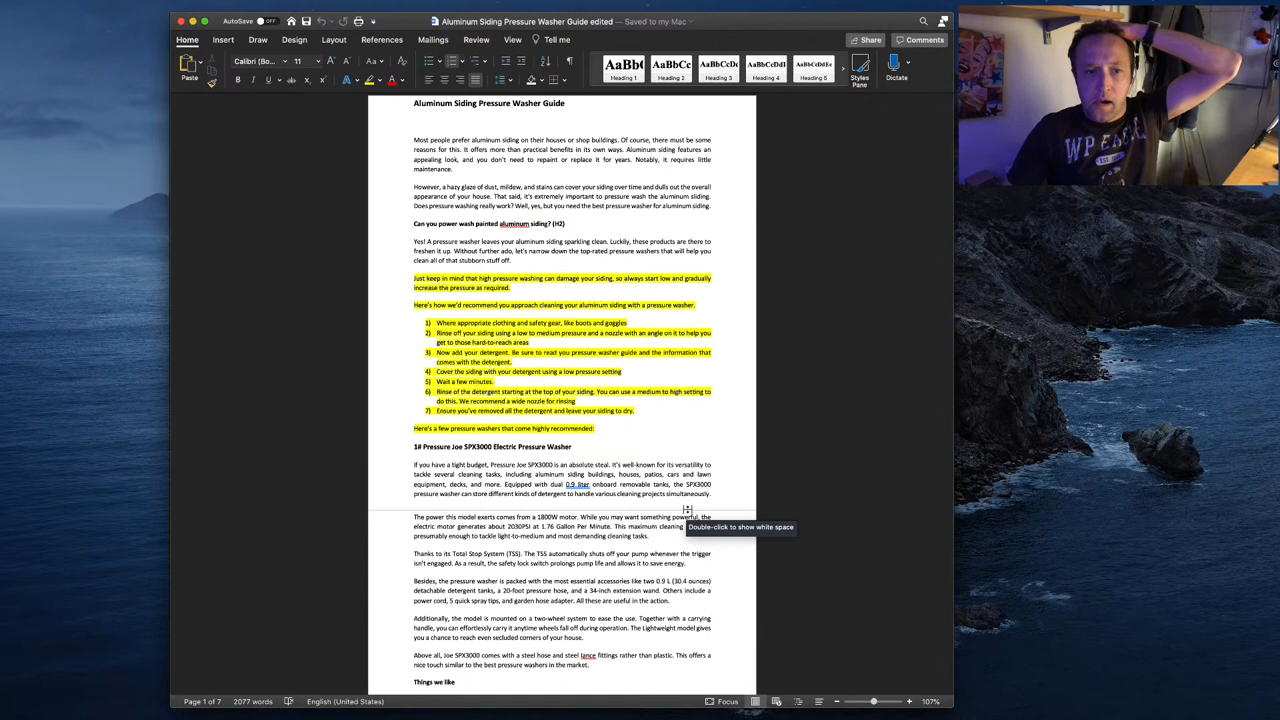 AutoSave OFF
Aluminum Siding Pressure Washer Guide edited — Saved to my Mac
Home Insert Draw Design Layout References Mailings Review View Tell me
Share Comments
Paste
Calibri (Bo... 11
AaBbC AaBbCc AaBbCcDc AaBbCcDdI AaBbCcDdEe
Heading 1 Heading 2 Heading 3 Heading 4 Heading 5
Styles Pane
Dictate
Aluminum Siding Pressure Washer Guide
Most people prefer aluminum siding on their houses or shop buildings. Of course, there must be some
reasons for this. It offers more than practical benefits in its own ways. Aluminum siding features an
appealing look, and you don't need to repaint or replace it for years. Notably, it requires little
maintenance.
However, a hazy glaze of dust, mildew, and stains can cover your siding over time and dulls out the overall
appearance of your house. That said, it's extremely important to pressure wash the aluminum siding.
Does pressure washing really work? Well, yes, but you need the best pressure washer for aluminum siding.
Can you power wash painted aluminum siding? (H2)
Yes! A pressure washer leaves your aluminum siding sparkling clean. Luckily, these products are there to
freshen it up. Without further ado, let's narrow down the top-rated pressure washers that will help you
clean all of that stubborn stuff off.
Just keep in mind that high pressure washing can damage your siding, so always start low and gradually
increase the pressure as required.
Here's how we'd recommend you approach cleaning your aluminum siding with a pressure washer.
1) Where appropriate clothing and safety gear, like boots and goggles
2) Rinse off your siding using a low to medium pressure and a nozzle with an angle on it to help you
get to those hard-to-reach areas
3) Now add your detergent. Be sure to read you pressure washer guide and the information that
comes with the detergent.
4) Cover the siding with your detergent using a low pressure setting
5) Wait a few minutes.
6) Rinse of the detergent starting at the top of your siding. You can use a medium to high setting to
do this. We recommend a wide nozzle for rinsing
7) Ensure you've removed all the detergent and leave your siding to dry.
Here's a few pressure washers that come highly recommended:
1# Pressure Joe SPX3000 Electric Pressure Washer
If you have a tight budget, Pressure Joe SPX3000 is an absolute steal. It's well-known for its versatility to
tackle several cleaning tasks, including aluminum siding buildings, houses, patios, cars and lawn
equipment, decks, and more. Equipped with dual 0.9 liter onboard removable tanks, the SPX3000
pressure washer can store different kinds of detergent to handle various cleaning projects simultaneously.
The power this model exerts comes from a 1800W motor. While you may want something powerful, the
electric motor generates about 2030PSI at 1.76 Gallon Per Minute. This maximum cleaning
presumably enough to tackle light-to-medium and most demanding cleaning tasks.
Double-click to show white space
Thanks to its Total Stop System (TSS). The TSS automatically shuts off your pump whenever the trigger
isn't engaged. As a result, the safety lock switch prolongs pump life and allows it to save energy.
Besides, the pressure washer is packed with the most essential accessories like two 0.9 L (30.4 ounces)
detachable detergent tanks, a 20-foot pressure hose, and a 34-inch extension wand. Others include a
power cord, 5 quick spray tips, and garden hose adapter. All these are useful in the action.
Additionally, the model is mounted on a two-wheel system to ease the use. Together with a carrying
handle, you can effortlessly carry it anytime wheels fall off during operation. The Lightweight model gives
you a chance to reach even secluded corners of your house.
Above all, Joe SPX3000 comes with a steel hose and steel lance fittings rather than plastic. This offers a
nice touch similar to the best pressure washers in the market.
Things we like
Page 1 of 7 2077 words English (United States) Focus 107%